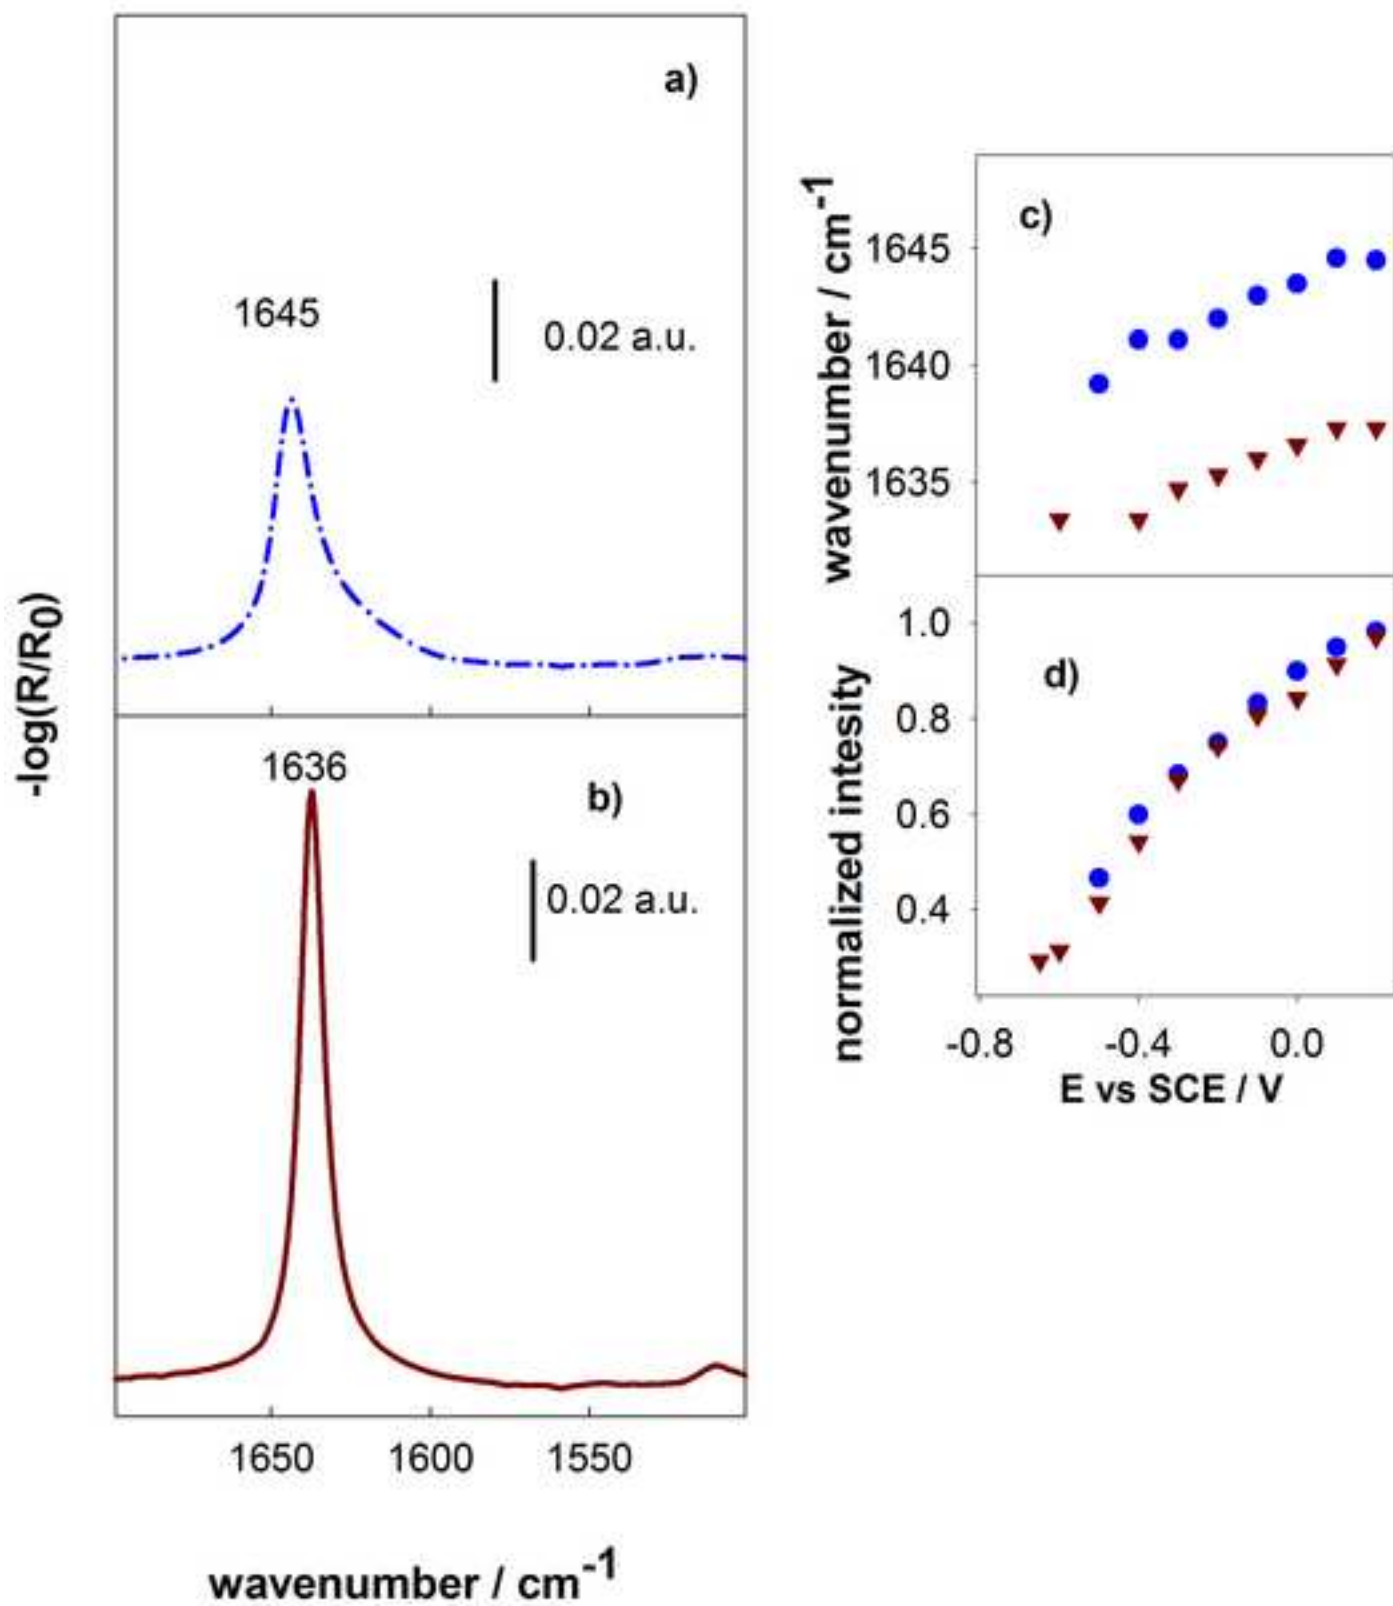 a)
1645
0.02 a.u.
-log(R/R0)
1636
b)
0.02 a.u.
1650 1600 1550
wavenumber / cm-1
c)
wavenumber / cm-1
1645
1640
1635
d)
normalized intesity
1.0
0.8
0.6
0.4
-0.8 -0.4 0.0
E vs SCE / V